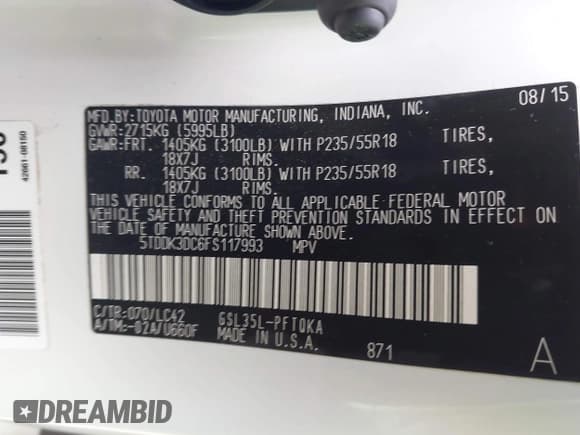 MFD.BY:TOYOTA MOTOR MANUFACTURING, INDIANA, INC. 08/15
GVWR:2715KG (5995LB)
GAWR:FRT. 1405KG (3100LB) WITH P235/55R18 TIRES,
18X7J RIMS.
RR. 1405KG (3100LB) WITH P235/55R18 TIRES,
18X7J RIMS.
THIS VEHICLE CONFORMS TO ALL APPLICABLE FEDERAL MOTOR
VEHICLE SAFETY AND THEFT PREVENTION STANDARDS IN EFFECT ON
THE DATE OF MANUFACTURE SHOWN ABOVE.
5TDDK3DC6FS117993 MPV
C/TR:070/LC42 GSL35L-PFTQKA
A/TM:-02A/U660F MADE IN U.S.A. 871 A
42661-08150
DREAMBID